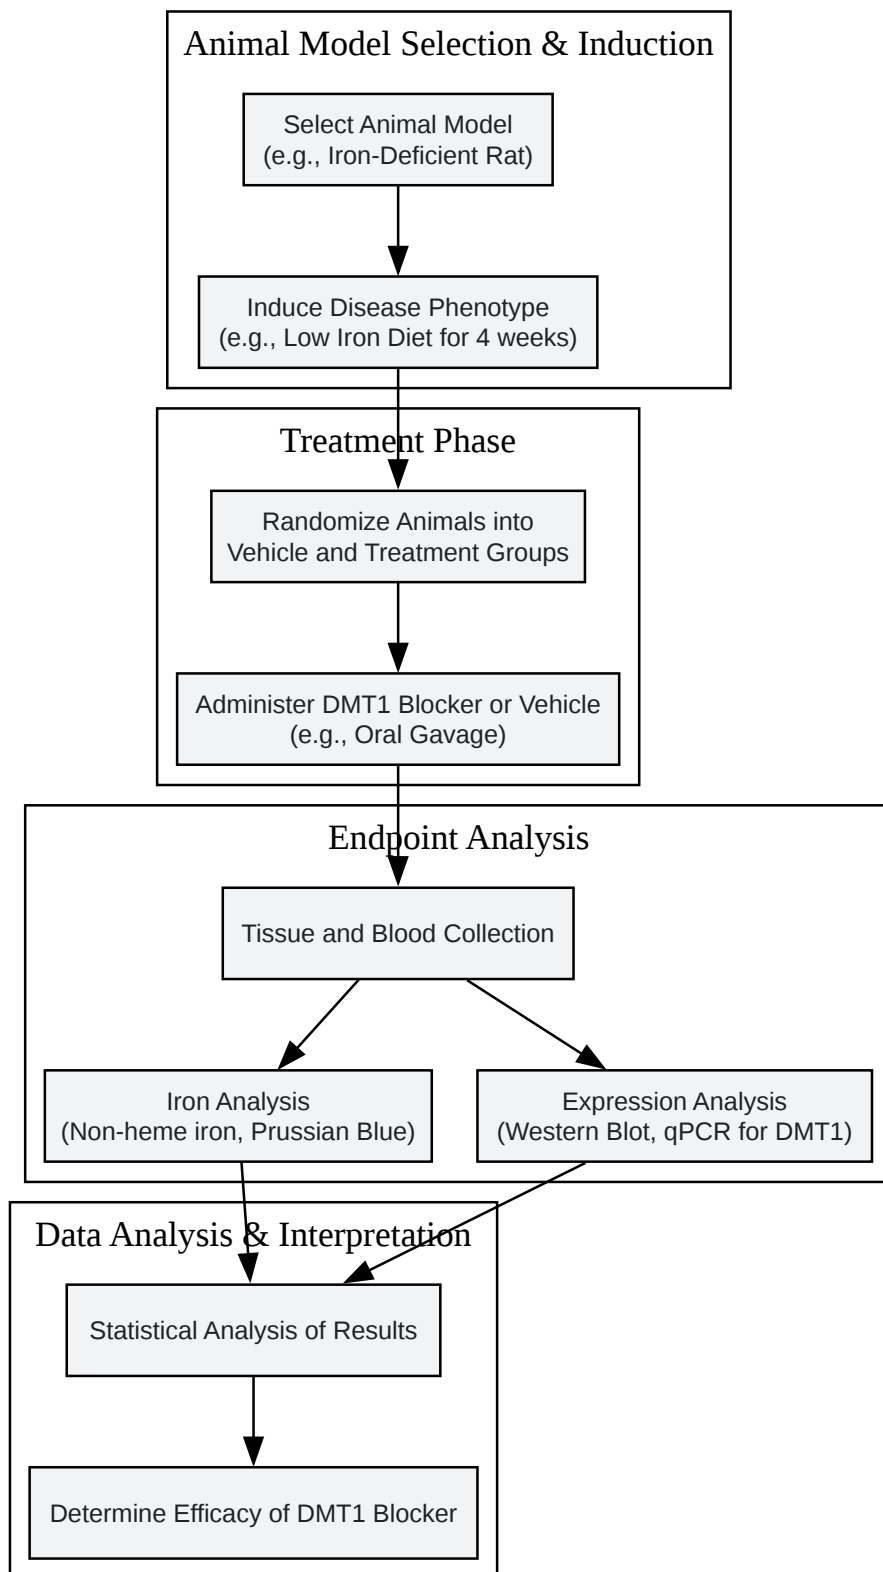 Animal Model Selection & Induction
Select Animal Model
(e.g., Iron-Deficient Rat)
Induce Disease Phenotype
(e.g., Low Iron Diet for 4 weeks)
Treatment Phase
Randomize Animals into
Vehicle and Treatment Groups
Administer DMT1 Blocker or Vehicle
(e.g., Oral Gavage)
Endpoint Analysis
Tissue and Blood Collection
Iron Analysis
(Non-heme iron, Prussian Blue)
Expression Analysis
(Western Blot, qPCR for DMT1)
Data Analysis & Interpretation
Statistical Analysis of Results
Determine Efficacy of DMT1 Blocker